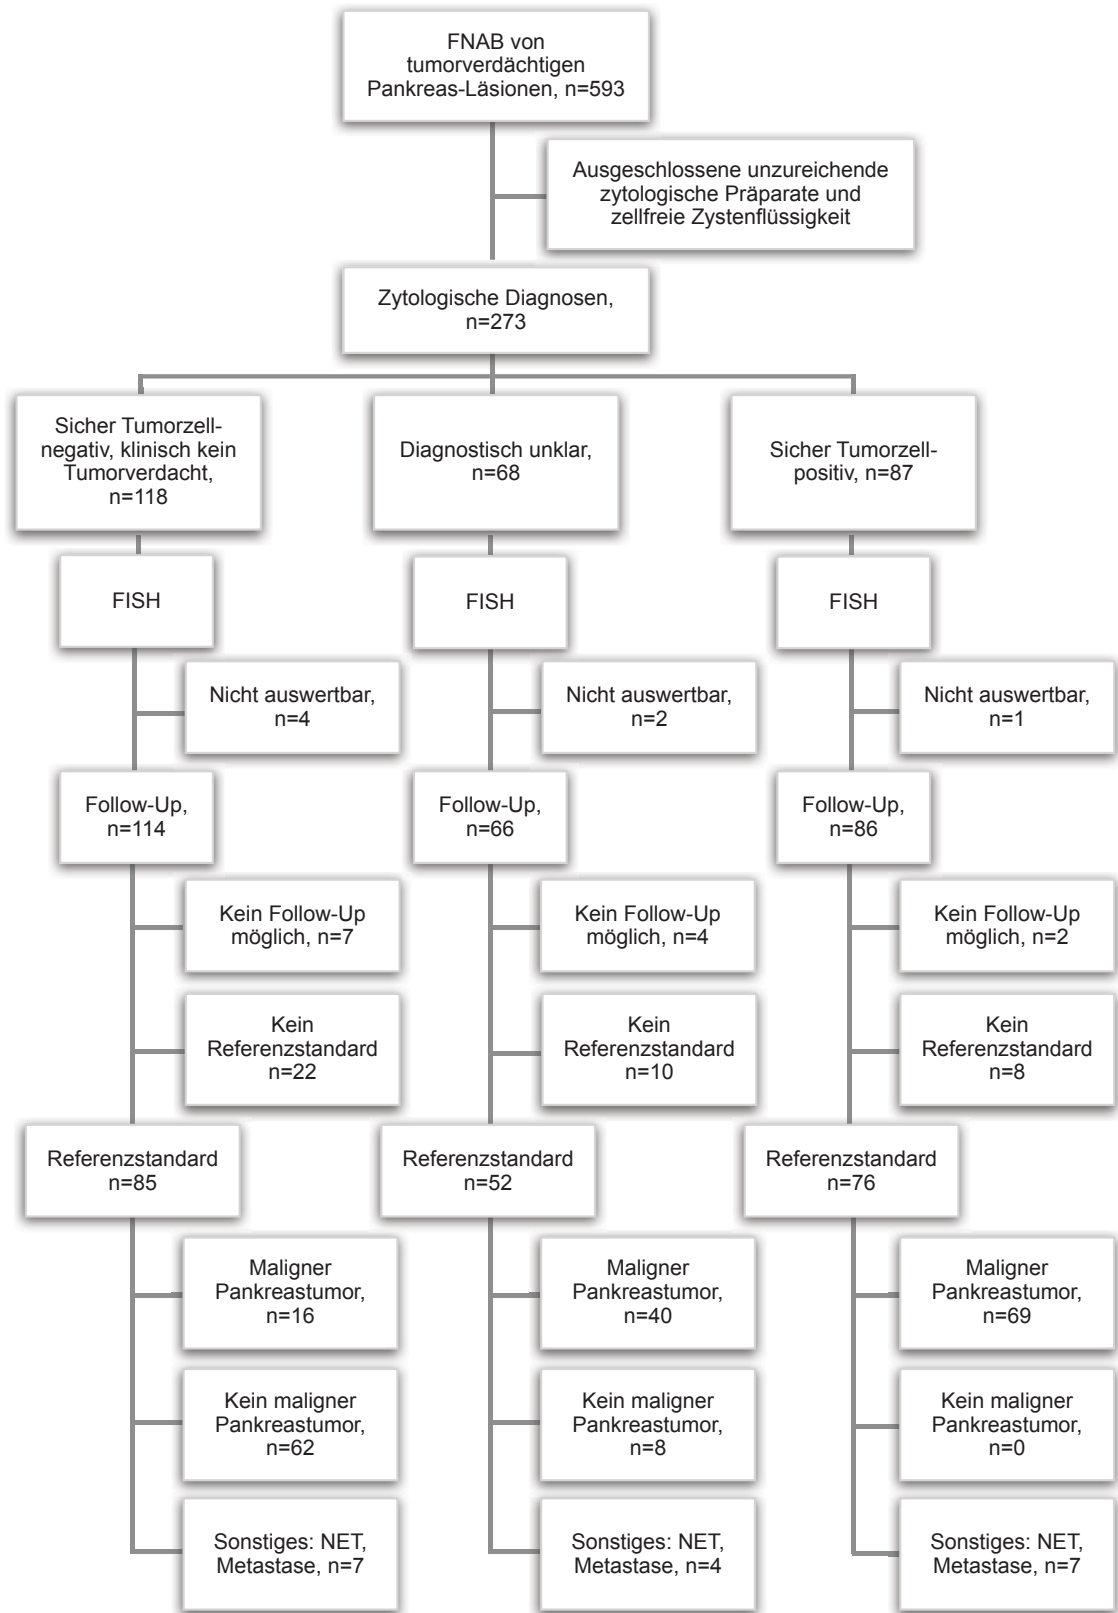 FNAB von
tumorverdächtigen
Pankreas-Läsionen, n=593
Ausgeschlossene unzureichende
zytologische Präparate und
zellfreie Zystenflüssigkeit
Zytologische Diagnosen,
n=273
Sicher Tumorzell-
negativ, klinisch kein
Tumorverdacht,
n=118
Diagnostisch unklar,
n=68
Sicher Tumorzell-
positiv, n=87
FISH
FISH
FISH
Nicht auswertbar,
n=4
Nicht auswertbar,
n=2
Nicht auswertbar,
n=1
Follow-Up,
n=114
Follow-Up,
n=66
Follow-Up,
n=86
Kein Follow-Up
möglich, n=7
Kein Follow-Up
möglich, n=4
Kein Follow-Up
möglich, n=2
Kein
Referenzstandard
n=22
Kein
Referenzstandard
n=10
Kein
Referenzstandard
n=8
Referenzstandard
n=85
Referenzstandard
n=52
Referenzstandard
n=76
Maligner
Pankreastumor,
n=16
Maligner
Pankreastumor,
n=40
Maligner
Pankreastumor,
n=69
Kein maligner
Pankreastumor,
n=62
Kein maligner
Pankreastumor,
n=8
Kein maligner
Pankreastumor,
n=0
Sonstiges: NET,
Metastase, n=7
Sonstiges: NET,
Metastase, n=4
Sonstiges: NET,
Metastase, n=7